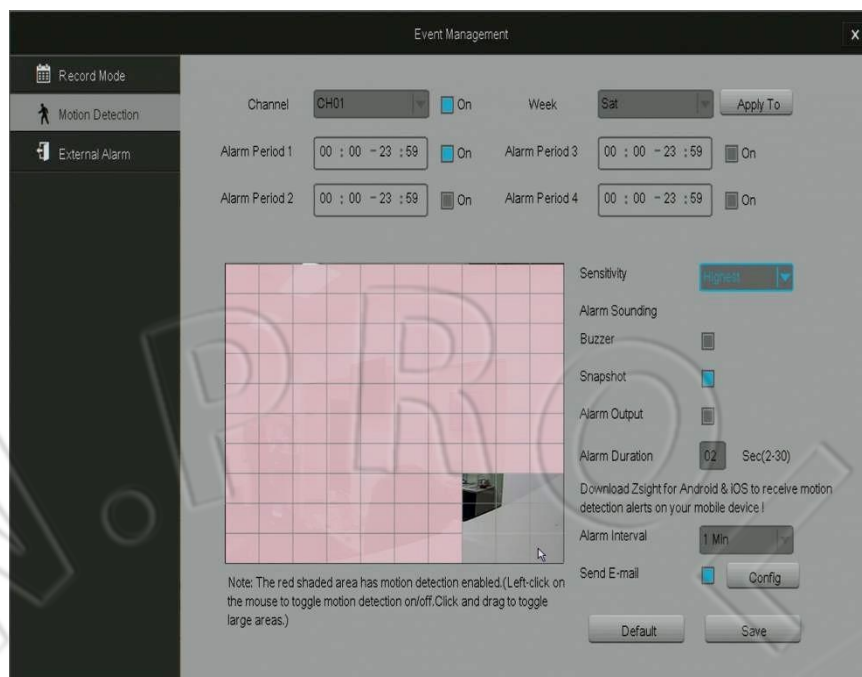 Event Management
X
Record Mode
Motion Detection
External Alarm
Channel CH01 On Week Sat Apply To
Alarm Period 1 00 : 00 - 23 : 59 On Alarm Period 3 00 : 00 - 23 : 59 On
Alarm Period 2 00 : 00 - 23 : 59 On Alarm Period 4 00 : 00 - 23 : 59 On
Sensitivity Highest
Alarm Sounding
Buzzer
Snapshot
Alarm Output
Alarm Duration 02 Sec(2-30)
Download Zsight for Android & iOS to receive motion
detection alerts on your mobile device !
Alarm Interval 1 Min
Send E-mail Config
Note: The red shaded area has motion detection enabled.(Left-click on
the mouse to toggle motion detection on/off.Click and drag to toggle
large areas.)
Default Save